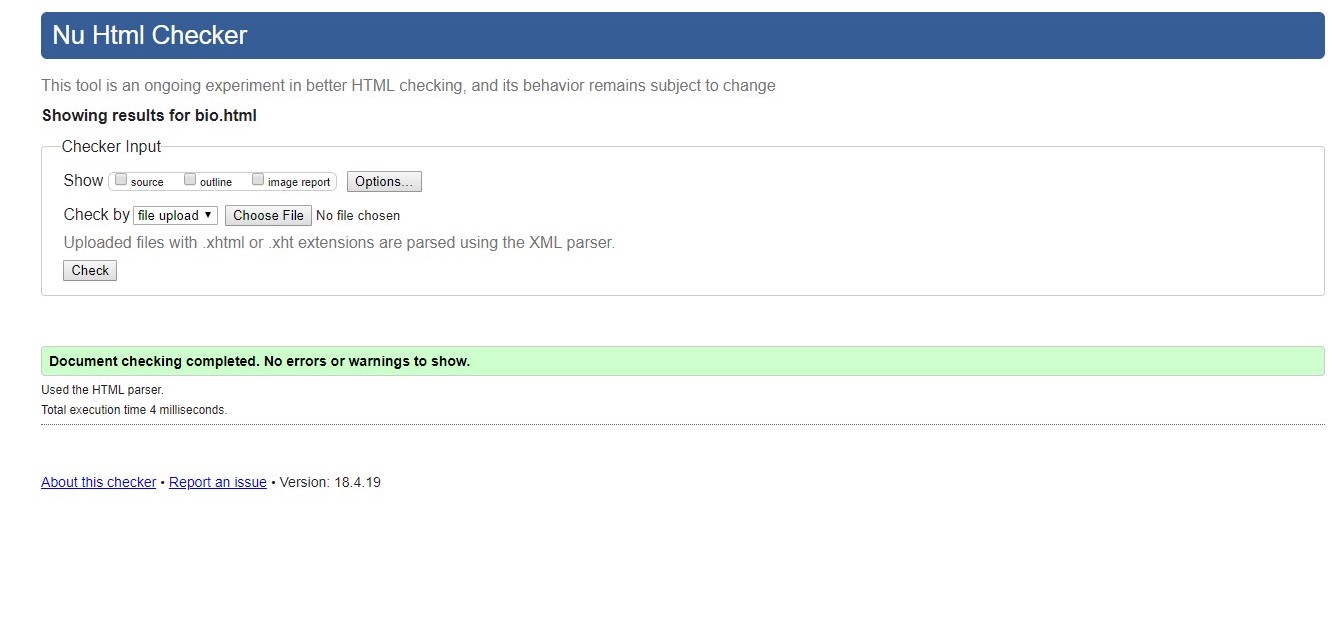 Nu Html Checker
This tool is an ongoing experiment in better HTML checking, and its behavior remains subject to change
Showing results for bio.html
Checker Input
Show source outline image report Options...
Check by file upload ▼ Choose File No file chosen
Uploaded files with .xhtml or .xht extensions are parsed using the XML parser.
Check
Document checking completed. No errors or warnings to show.
Used the HTML parser.
Total execution time 4 milliseconds.
About this checker • Report an issue • Version: 18.4.19